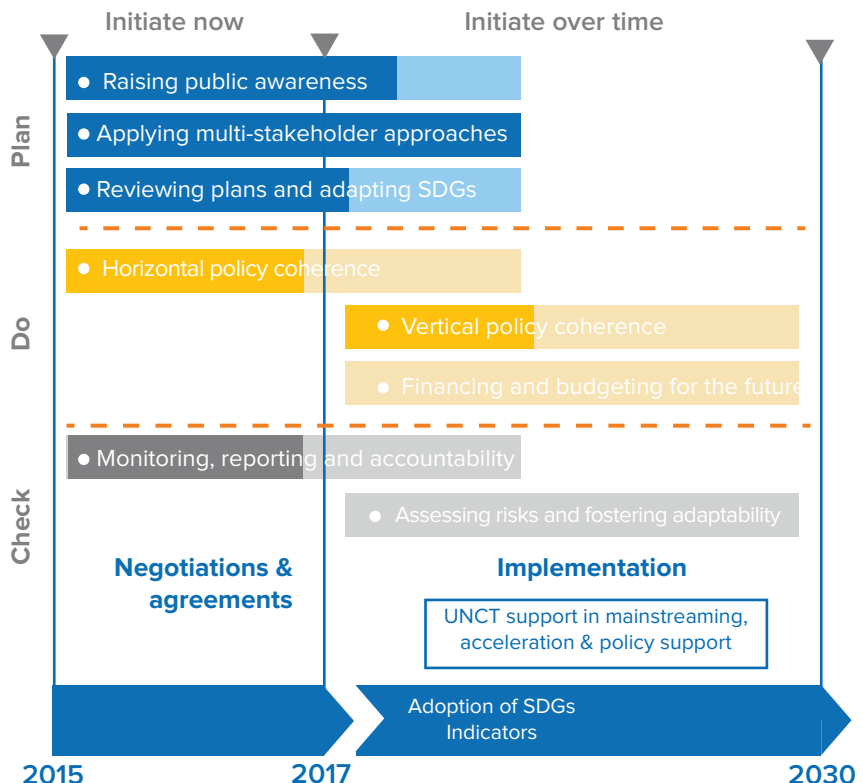 Initiate now
Initiate over time
Plan
Raising public awareness
Applying multi-stakeholder approaches
Reviewing plans and adapting SDGs
Do
Horizontal policy coherence
Vertical policy coherence
Financing and budgeting for the future
Check
Monitoring, reporting and accountability
Assessing risks and fostering adaptability
Negotiations &
agreements
Implementation
UNCT support in mainstreaming,
acceleration & policy support
Adoption of SDGs
Indicators
2015
2017
2030